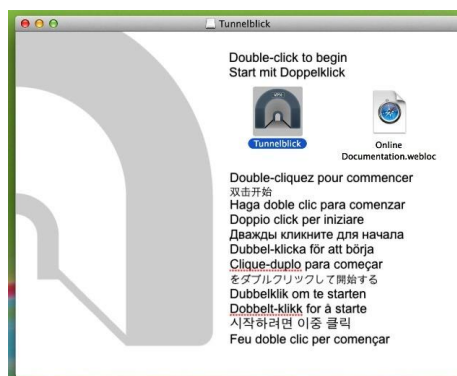 Tunnelblick
Double-click to begin
Start mit Doppelklick
Tunnelblick
Online
Documentation.webloc
Double-cliquez pour commencer
双击开始
Haga doble clic para comenzar
Doppio click per iniziare
Дважды кликните для начала
Dubbel-klicka för att börja
Clique-duplo para começar
をダブルクリックして開始する
Dubbelklik om te starten
Dobbelt-klikk for å starte
시작하려면 이중 클릭
Feu doble clic per començar